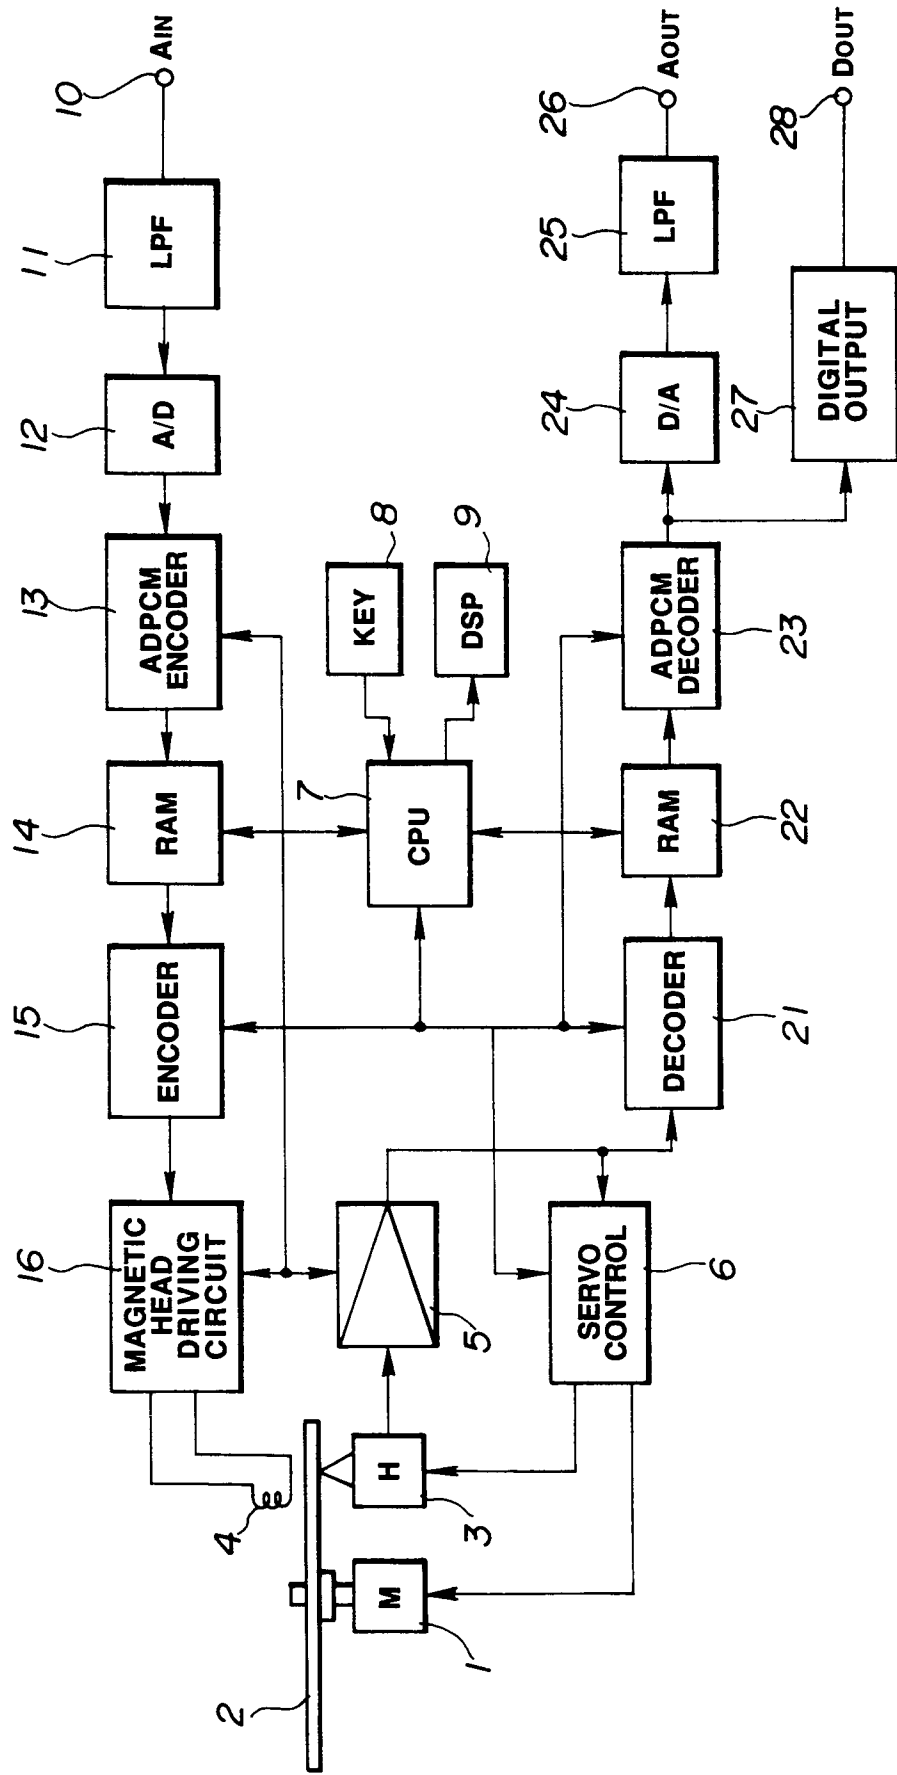 16
MAGNETIC
HEAD
DRIVING
CIRCUIT
15
ENCODER
14
RAM
13
ADPCM
ENCODER
12
A/D
11
LPF
10
AIN
4
2
M
1
H
3
5
7
CPU
KEY
8
DSP
9
SERVO
CONTROL
6
DECODER
21
RAM
22
ADPCM
DECODER
23
24
D/A
25
LPF
26
AOUT
27
DIGITAL
OUTPUT
28
DOUT